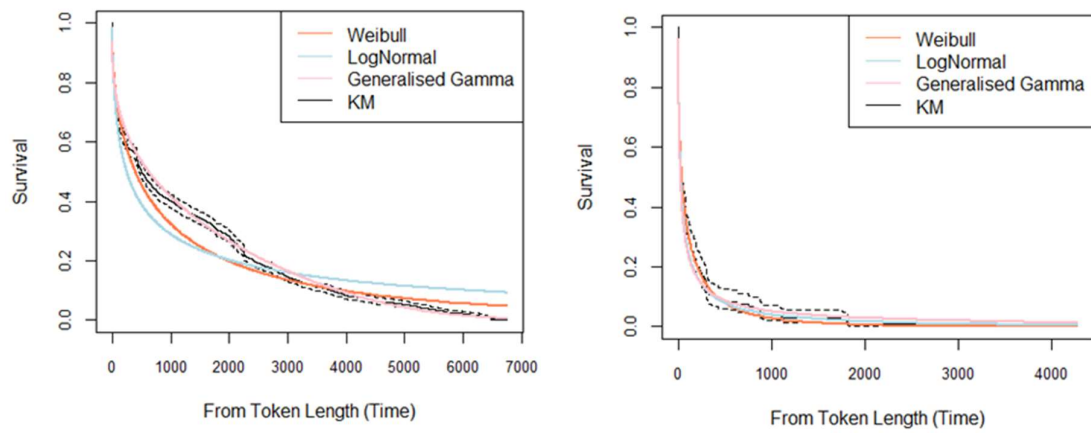 Survival
1.0
0.8
0.6
0.4
0.2
0.0
Weibull
LogNormal
Generalised Gamma
KM
0 1000 2000 3000 4000 5000 6000 7000
From Token Length (Time)
Survival
1.0
0.8
0.6
0.4
0.2
0.0
Weibull
LogNormal
Generalised Gamma
KM
0 1000 2000 3000 4000
From Token Length (Time)